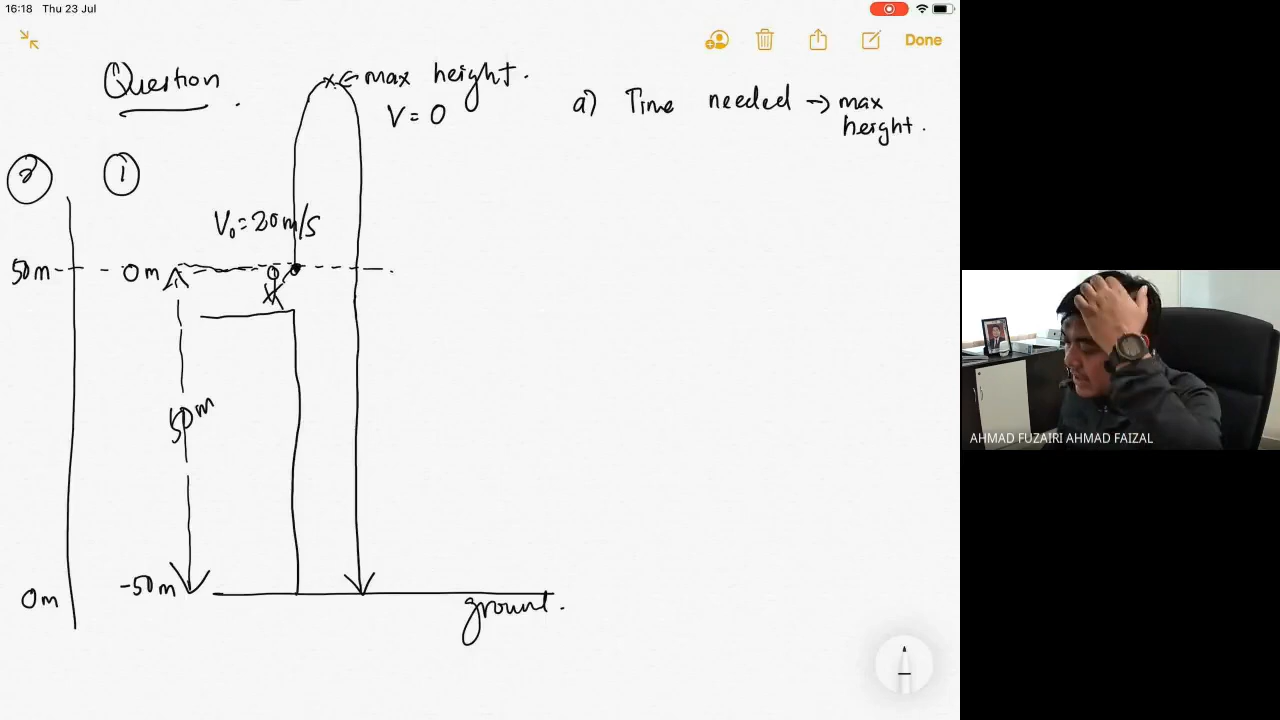 16:18 Thu 23 Jul
Done
Question
max height.
V = 0
a) Time needed → max
height.
2
1
V₀ = 20 m/s
50m
0m
50m
-50m
0m
ground.
AHMAD FUZAIRI AHMAD FAIZAL